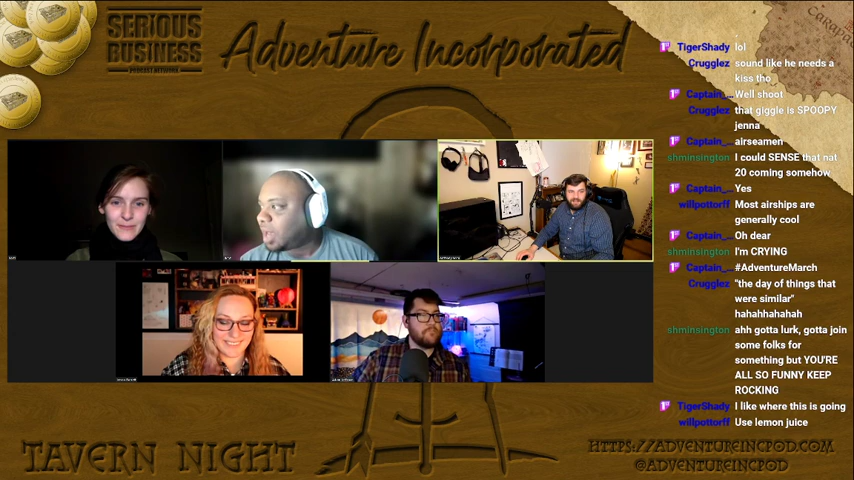 SERIOUS
BUSINESS
PODCAST NETWORK
Adventure Incorporated
CARAPA
TigerShady lol
Crugglez sound like he needs a
kiss tho
Captain_... Well shoot
Crugglez that giggle is SPOOPY
jenna
Captain_... airseamen
shminsington I could SENSE that nat
20 coming somehow
Captain_... Yes
willpottorff Most airships are
generally cool
Captain_... Oh dear
shminsington I'm CRYING
Captain_... #AdventureMarch
Crugglez "the day of things that
were similar"
hahahhahahah
shminsington ahh gotta lurk, gotta join
some folks for
something but YOU'RE
ALL SO FUNNY KEEP
ROCKING
TigerShady I like where this is going
willpottorff Use lemon juice
TAVERN NIGHT
HTTPS://ADVENTUREINCPOD.COM
@ADVENTUREINCPOD